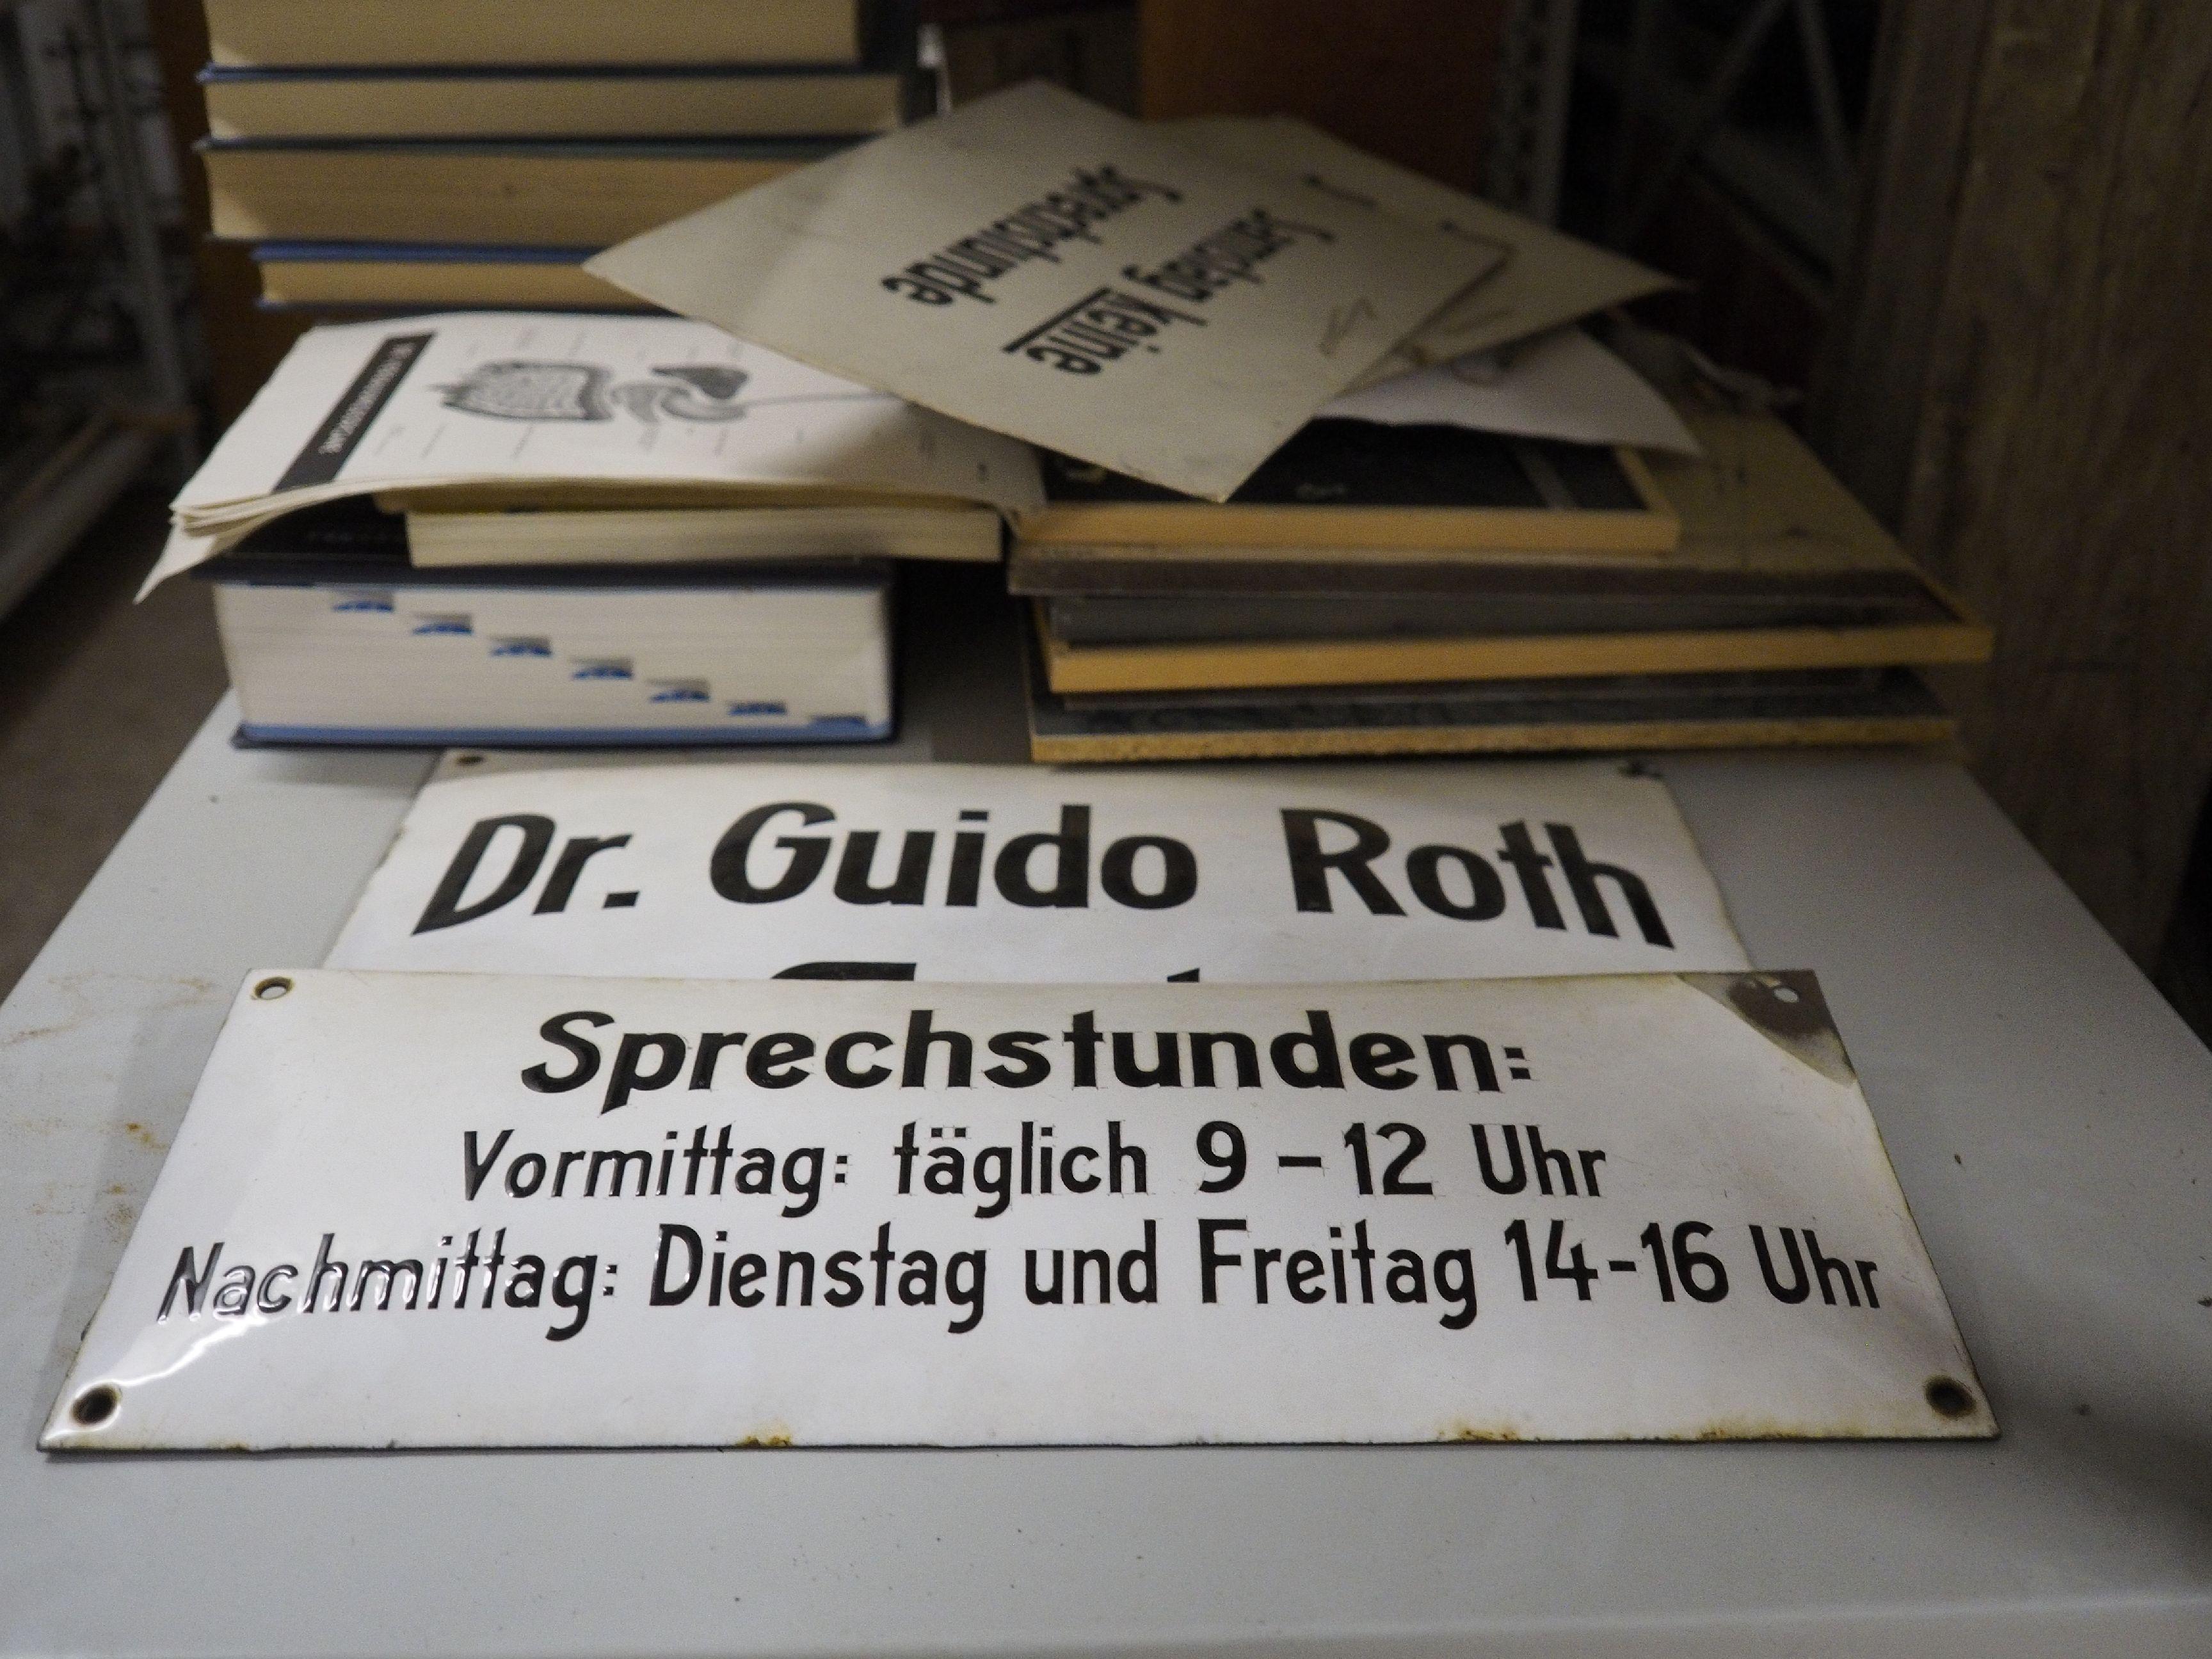 Samstag keine
Sprechstunde
Dr. Guido Roth
Sprechstunden:
Vormittag: täglich 9 – 12 Uhr
Nachmittag: Dienstag und Freitag 14-16 Uhr